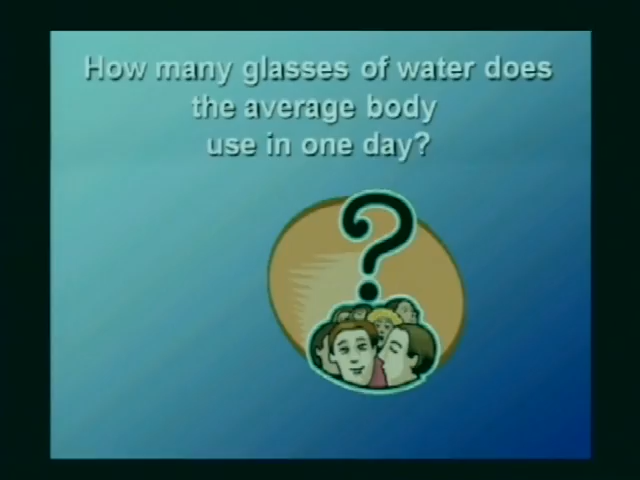 How many glasses of water does
the average body
use in one day?
?